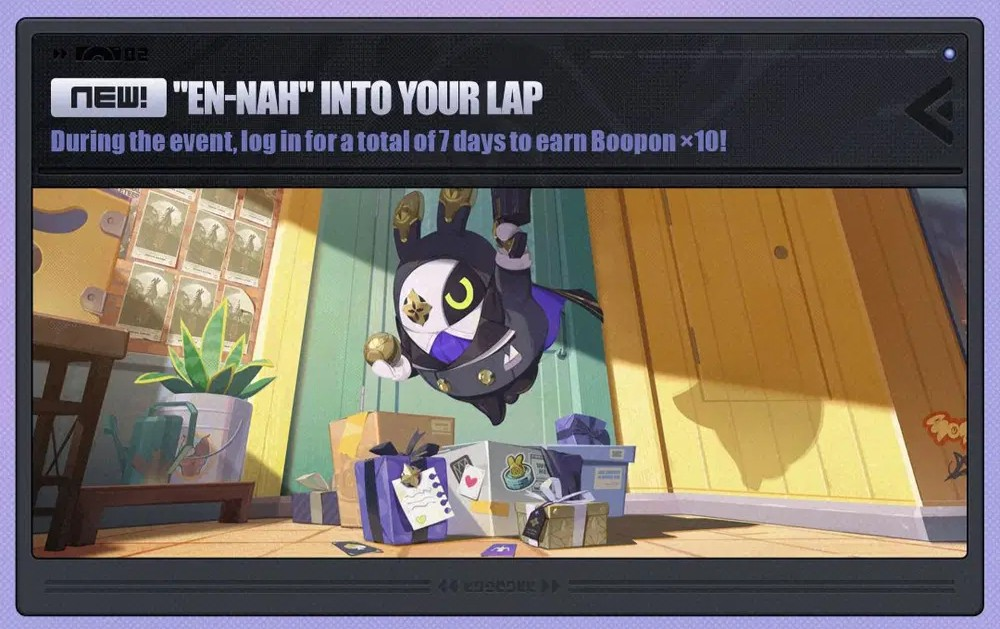 02
NEW! "EN-NAH" INTO YOUR LAP
During the event, log in for a total of 7 days to earn Boopon ×10!